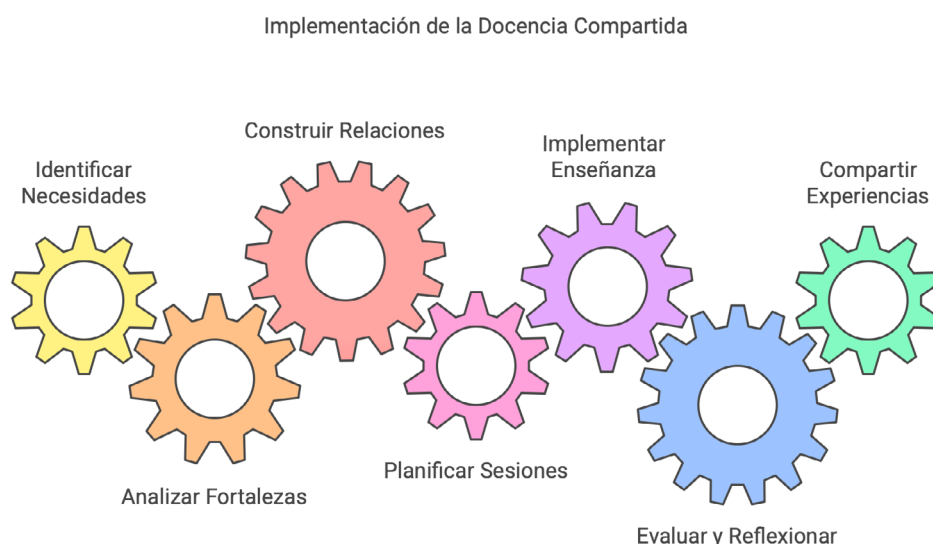 Implementación de la Docencia Compartida
Construir Relaciones
Implementar
Enseñanza
Identificar
Necesidades
Compartir
Experiencias
Planificar Sesiones
Analizar Fortalezas
Evaluar y Reflexionar